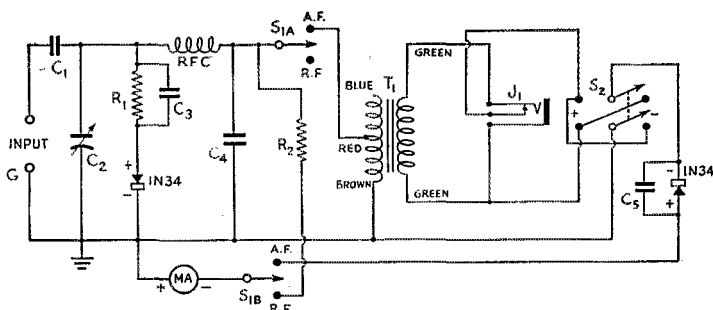 A.F.
S1A
C1
RFC
R.F
GREEN
R1
C3
BLUE
T1
J1
V
S2
+
-
INPUT
C2
C4
R2
RED
G
+
IN34
-
BROWN
GREEN
-
IN34
C5
+
A.F.
+
MA
-
S1B
R.F